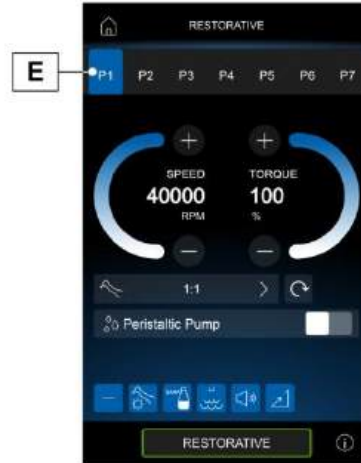 RESTORATIVE
E
P1 P2 P3 P4 P5 P6 P7
SPEED TORQUE
40000 100
RPM %
1:1
Peristaltic Pump
RESTORATIVE